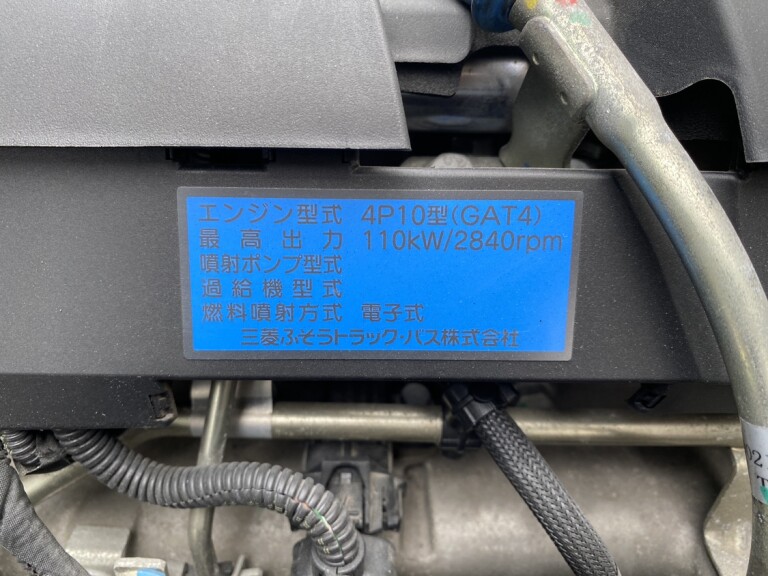 エンジン型式 4P10型(GAT4)
最高出力 110kW/2840rpm
噴射ポンプ型式
過給機型式
燃料噴射方式 電子式
三菱ふそうトラック・バス株式会社